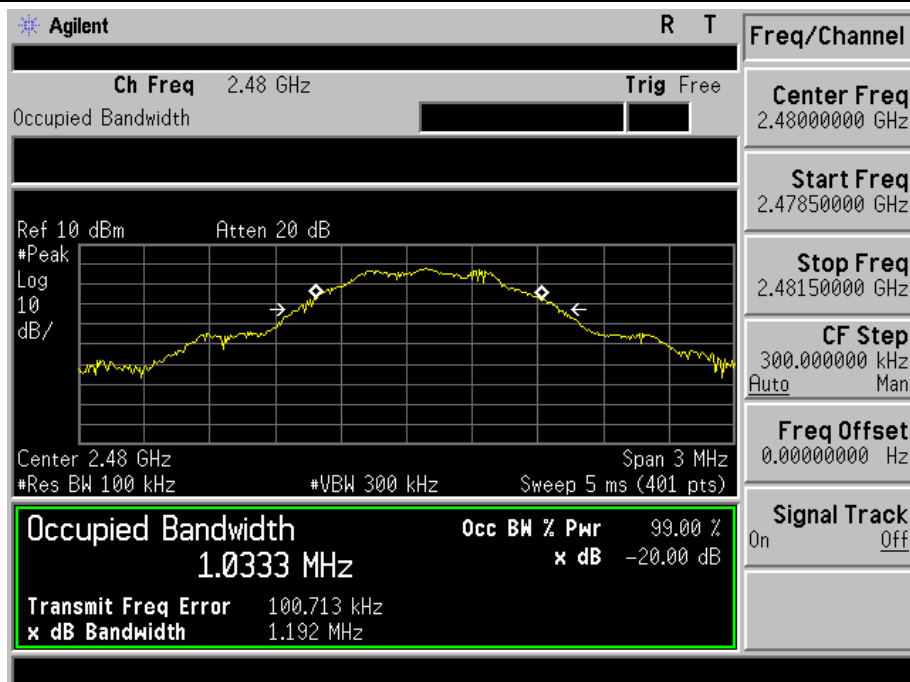 Agilent R T
Ch Freq 2.48 GHz Trig Free
Occupied Bandwidth
Ref 10 dBm Atten 20 dB
#Peak
Log
10
dB/
Center 2.48 GHz Span 3 MHz
#Res BW 100 kHz #VBW 300 kHz Sweep 5 ms (401 pts)
Occupied Bandwidth Occ BW % Pwr 99.00 %
1.0333 MHz x dB -20.00 dB
Transmit Freq Error 100.713 kHz
x dB Bandwidth 1.192 MHz
Freq/Channel
Center Freq
2.48000000 GHz
Start Freq
2.47850000 GHz
Stop Freq
2.48150000 GHz
CF Step
300.000000 kHz
Auto Man
Freq Offset
0.00000000 Hz
Signal Track
On Off